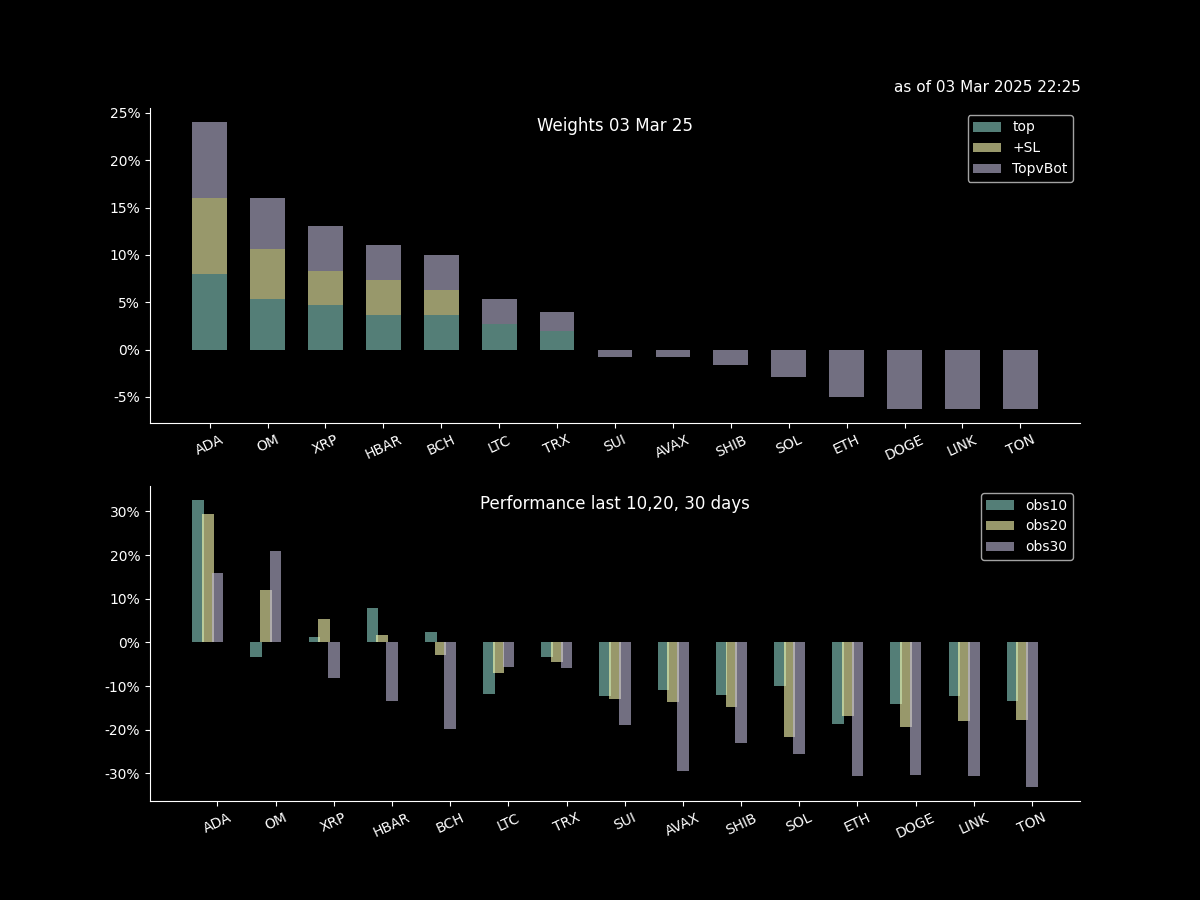 as of 03 Mar 2025 22:25
Weights 03 Mar 25
25%
20%
15%
10%
5%
0%
-5%
top
+SL
TopvBot
ADA OM XRP HBAR BCH LTC TRX SUI AVAX SHIB SOL ETH DOGE LINK TON
Performance last 10,20, 30 days
30%
20%
10%
0%
-10%
-20%
-30%
obs10
obs20
obs30
ADA OM XRP HBAR BCH LTC TRX SUI AVAX SHIB SOL ETH DOGE LINK TON